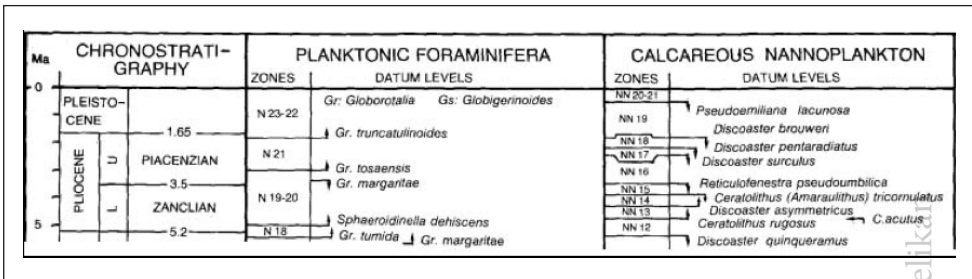 Ma
CHRONOSTRATI-
GRAPHY
PLANKTONIC FORAMINIFERA
ZONES DATUM LEVELS
CALCAREOUS NANNOPLANKTON
ZONES DATUM LEVELS
0
5
PLEISTO-
CENE
1.65
PLIOCENE
U
PIACENZIAN
3.5
L
ZANCLIAN
5.2
Gr: Globorotalia Gs: Globigerinoides
N 23-22
Gr. truncatulinoides
N 21
Gr. tosaensis
Gr. margaritae
N 19-20
Sphaeroidinella dehiscens
N 18
Gr. tumida Gr. margaritae
NN 20-21
Pseudoemiliana lacunosa
NN 19
Discoaster brouweri
NN 18
Discoaster pentaradiatus
NN 17
Discoaster surculus
NN 16
Reticulofenestra pseudoumbilica
NN 15
Ceratolithus (Amaraulithus) tricornulatus
NN 14
Discoaster asymmetricus
NN 13
Ceratolithus rugosus C.acutus
NN 12
Discoaster quinqueramus